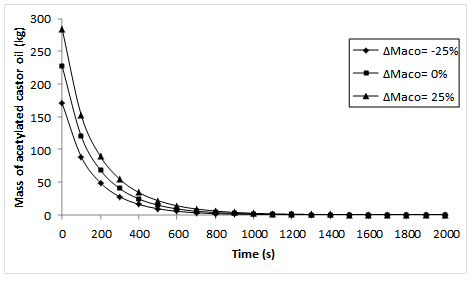 Mass of acetylated castor oil (kg)
300
250
200
150
100
50
0
0 200 400 600 800 1000 1200 1400 1600 1800 2000
Time (s)
ΔMaco= -25%
ΔMaco= 0%
ΔMaco= 25%